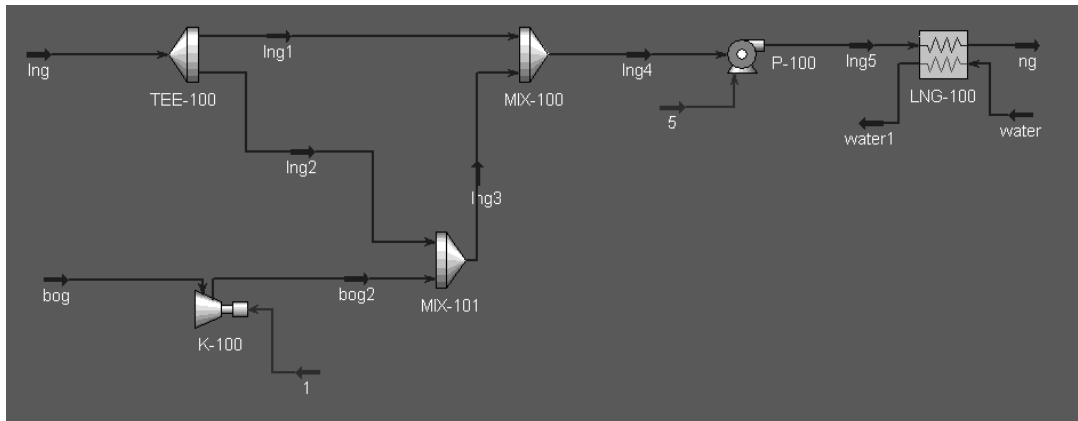 lng
TEE-100
lng1
MIX-100
lng4
P-100
5
lng5
LNG-100
ng
water1
water
lng2
lng3
MIX-101
bog
bog2
K-100
1